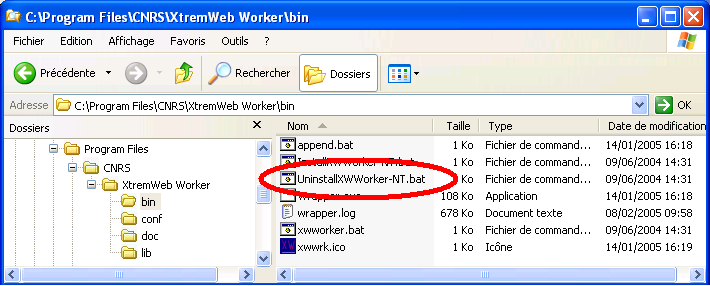 C:\Program Files\CNRS\XtremWeb Worker\bin
Fichier Edition Affichage Favoris Outils ?
Précédente Rechercher Dossiers
Adresse C:\Program Files\CNRS\XtremWeb Worker\bin OK
Dossiers
Program Files
CNRS
XtremWeb Worker
bin
conf
doc
lib
Nom Taille Type Date de modification
append.bat 1 Ko Fichier de command... 14/01/2005 16:18
InstallXWWorker-NT.bat 1 Ko Fichier de command... 09/06/2004 14:31
UninstallXWWorker-NT.bat Ko Fichier de command... 09/06/2004 14:31
wrapper.exe 108 Ko Application 14/01/2005 16:18
wrapper.log 678 Ko Document texte 08/02/2005 09:58
xwworker.bat 1 Ko Fichier de command... 09/06/2004 14:31
xwwrk.ico 1 Ko Icône 14/01/2005 16:19